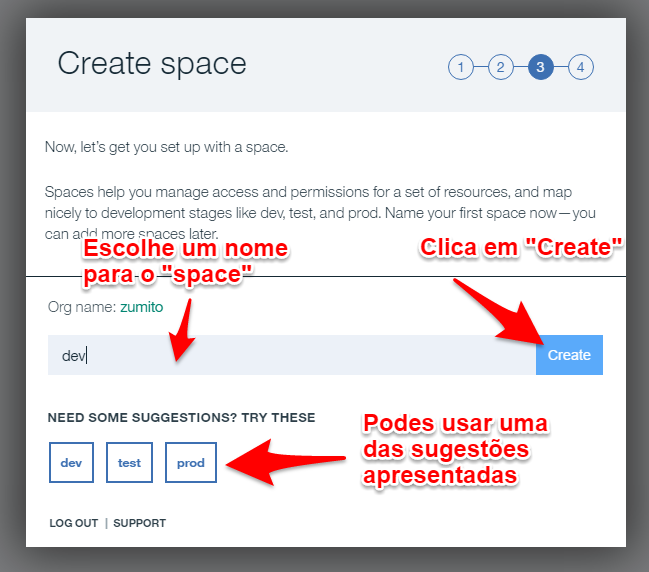 Create space
1 2 3 4
Now, let's get you set up with a space.
Spaces help you manage access and permissions for a set of resources, and map
nicely to development stages like dev, test, and prod. Name your first space now—you
can add more spaces later.
Escolhe um nome
para o "space"
Clica em "Create"
Org name: zumito
dev
Create
NEED SOME SUGGESTIONS? TRY THESE
dev test prod
Podes usar uma
das sugestões
apresentadas
LOG OUT | SUPPORT